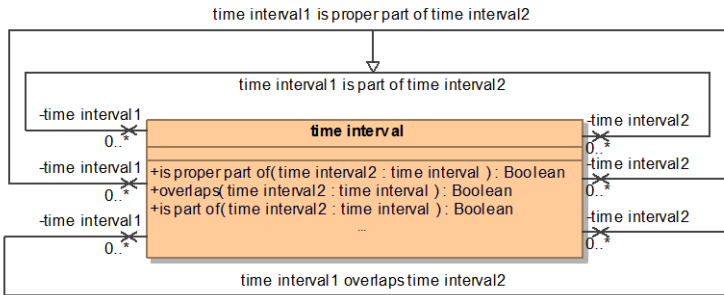 time interval1 is proper part of time interval2
time interval1 is part of time interval2
-time interval1
0..*
-time interval2
0..*
time interval
-time interval1
0..*
-time interval2
0..*
+is proper part of( time interval2 : time interval ) : Boolean
+overlaps( time interval2 : time interval ) : Boolean
+is part of( time interval2 : time interval ) : Boolean
...
-time interval1
0..*
-time interval2
0..*
time interval1 overlaps time interval2